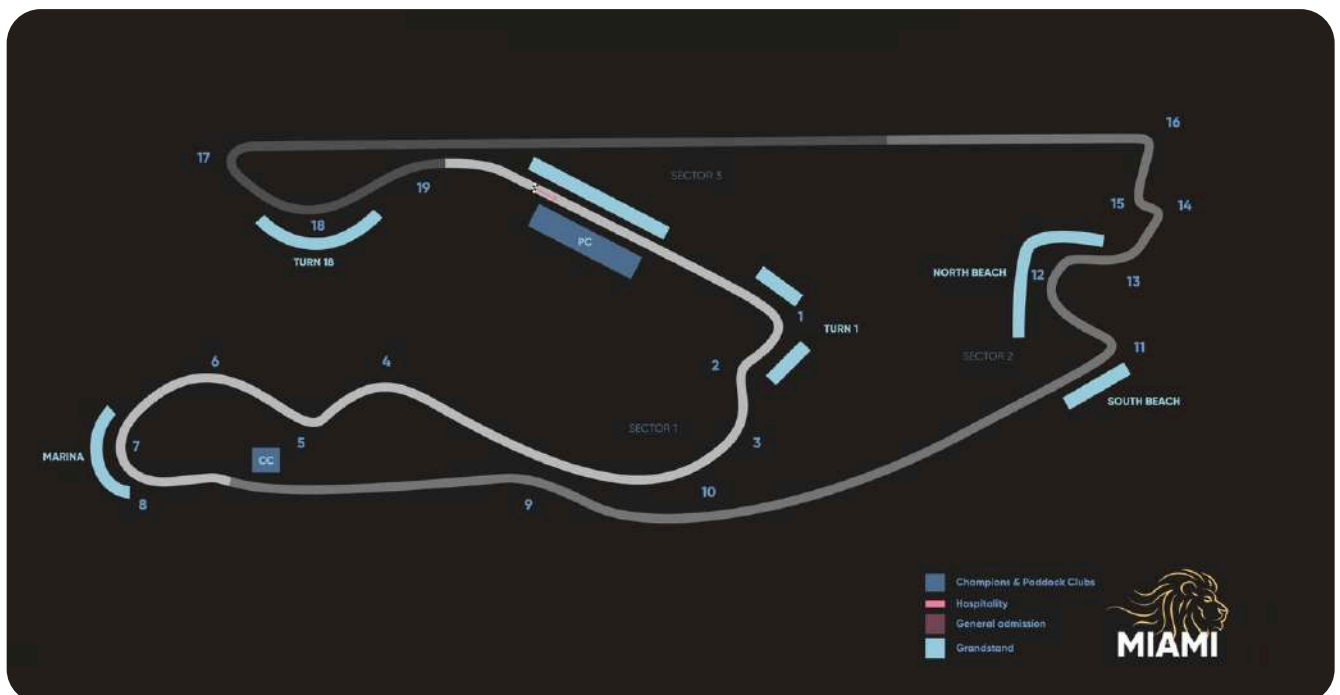 16
17
SECTOR 3
19
15
14
18
PC
TURN 18
NORTH BEACH
12
13
1
TURN 1
11
SECTOR 2
6
4
2
SOUTH BEACH
SECTOR 1
7
5
3
MARINA
CC
10
8
9
Champions & Paddock Clubs
Hospitality
General admission
Grandstand
MIAMI